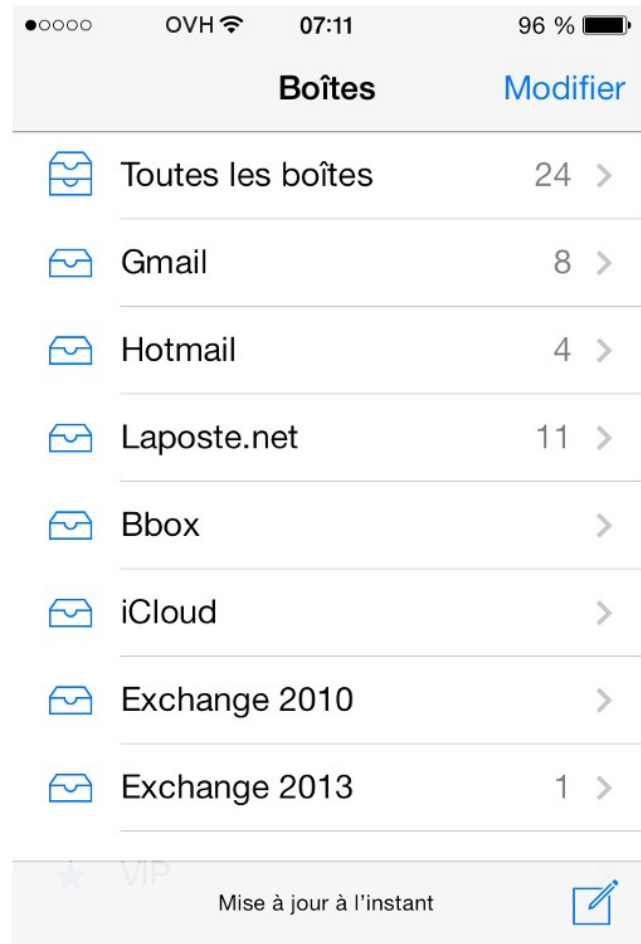 OVH 07:11 96 %
Boîtes Modifier
Toutes les boîtes 24
Gmail 8
Hotmail 4
Laposte.net 11
Bbox
iCloud
Exchange 2010
Exchange 2013 1
VIP
Mise à jour à l'instant